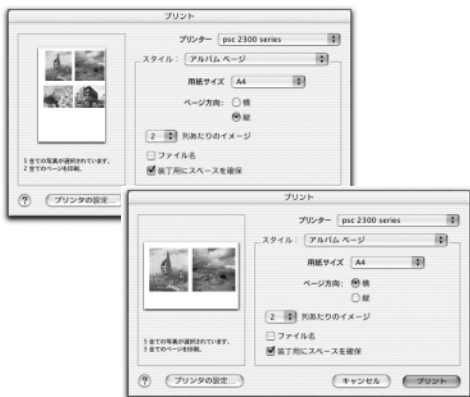 プリント
プリンター psc 2300 series
スタイル： アルバム ページ
用紙サイズ A4
ページ方向： 横
縦
2 列あたりのイメージ
ファイル名
装丁用にスペースを確保
5 全ての写真が選択されています。
2 全てのページを印刷。
? プリンタの設定...
プリント
プリンター psc 2300 series
スタイル： アルバム ページ
用紙サイズ A4
ページ方向： 横
縦
2 列あたりのイメージ
ファイル名
装丁用にスペースを確保
5 全ての写真が選択されています。
3 全てのページを印刷。
? プリンタの設定... キャンセル プリント